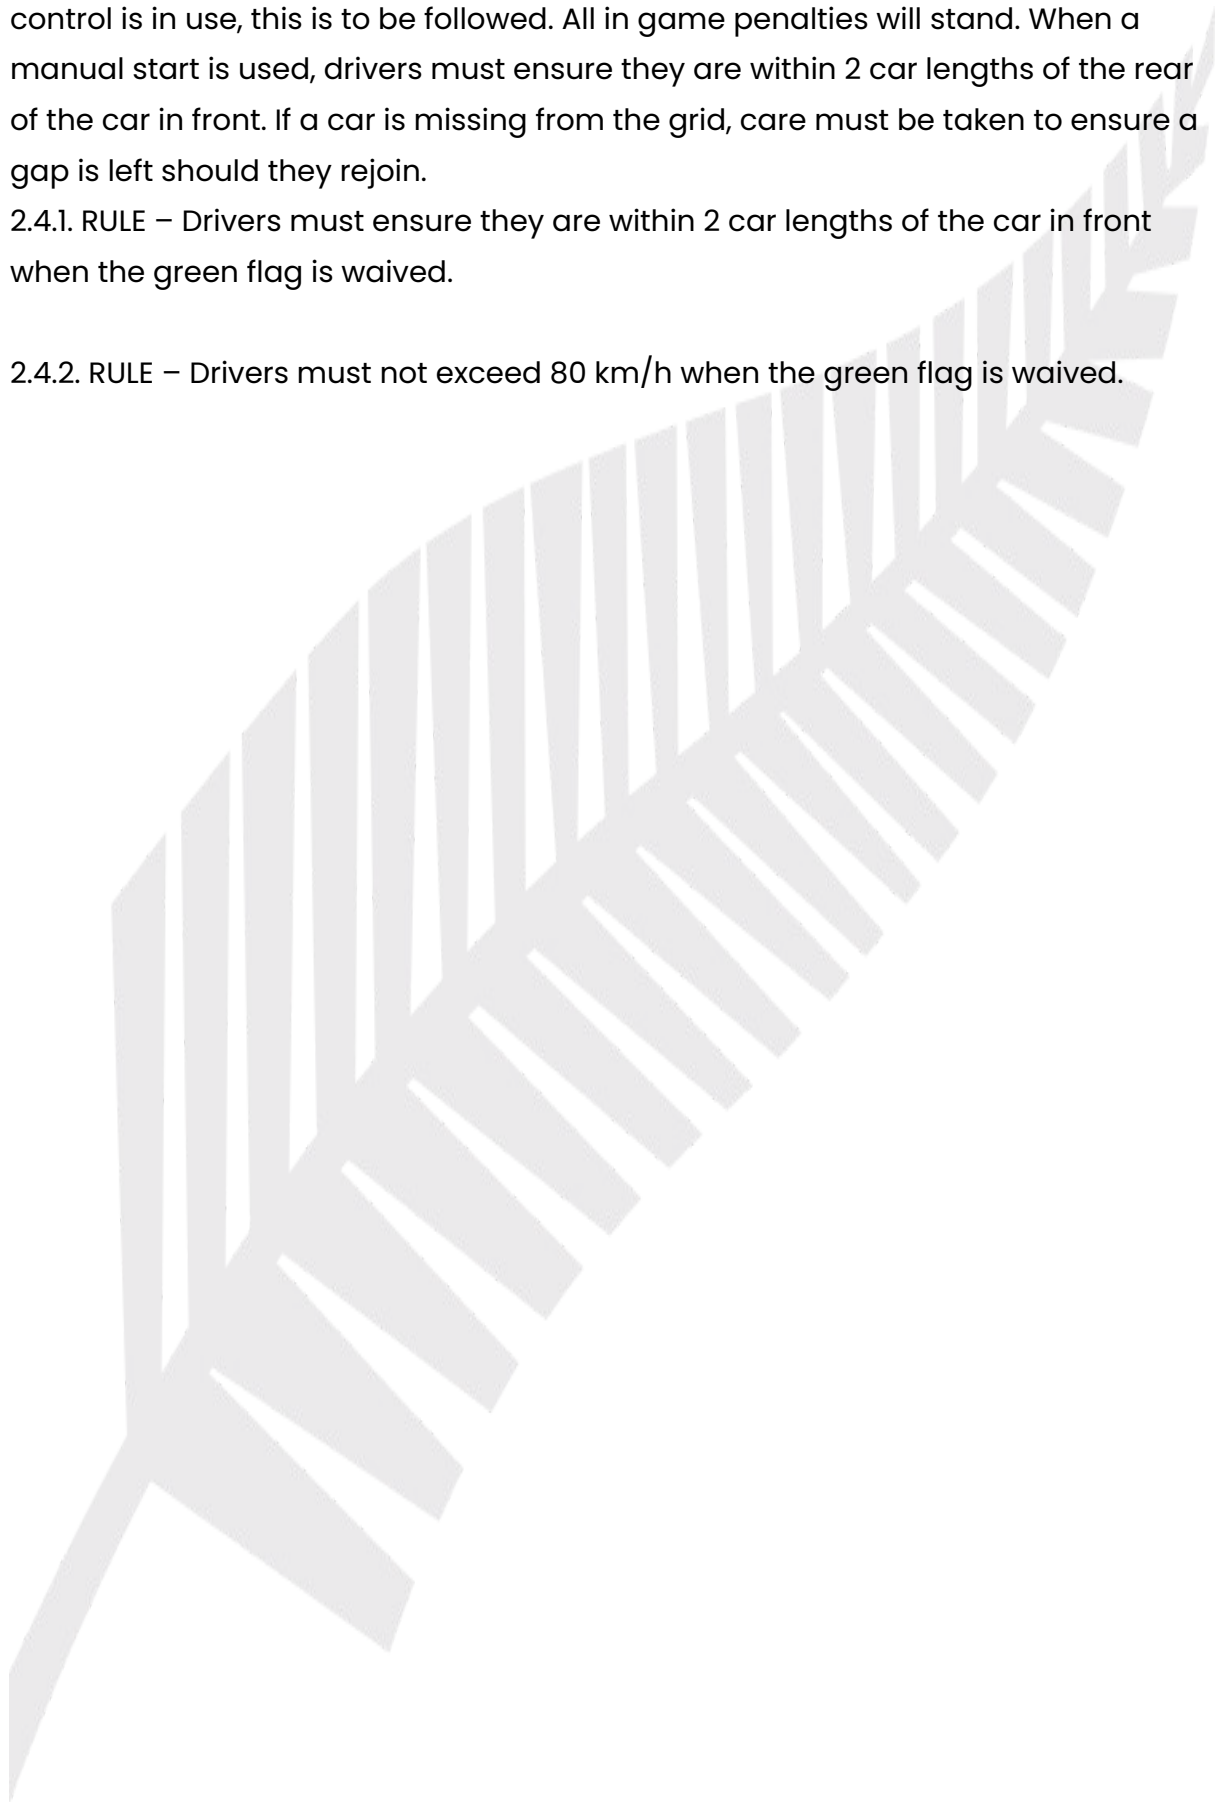 control is in use, this is to be followed. All in game penalties will stand. When a
manual start is used, drivers must ensure they are within 2 car lengths of the rear
of the car in front. If a car is missing from the grid, care must be taken to ensure a
gap is left should they rejoin.
2.4.1. RULE – Drivers must ensure they are within 2 car lengths of the car in front
when the green flag is waived.
2.4.2. RULE – Drivers must not exceed 80 km/h when the green flag is waived.